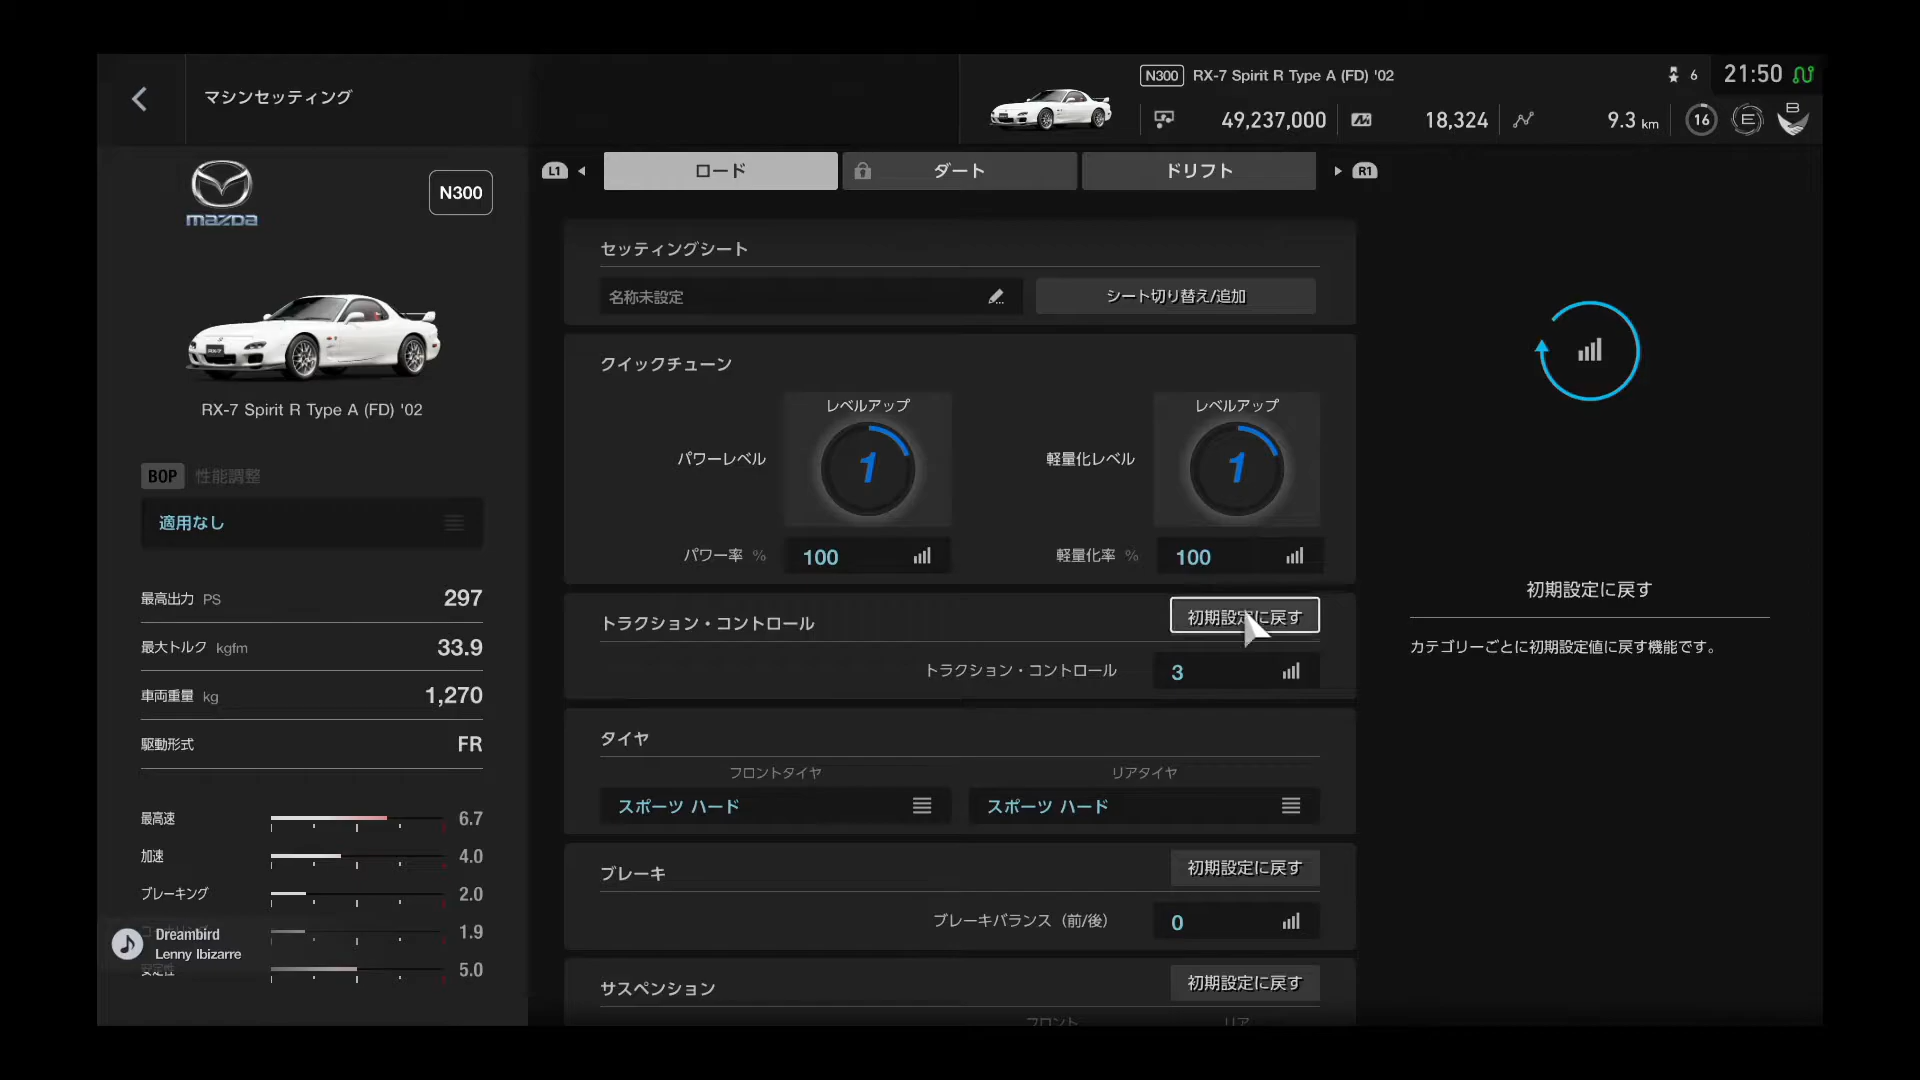 マシンセッティング
N300 RX-7 Spirit R Type A (FD) '02
6
21:50
49,237,000
18,324
9.3 km
16
E
B
mazda
N300
RX-7
RX-7 Spirit R Type A (FD) '02
BOP 性能調整
適用なし
最高出力 PS 297
最大トルク kgfm 33.9
車両重量 kg 1,270
駆動形式 FR
最高速 6.7
加速 4.0
ブレーキング 2.0
1.9
安定性 5.0
Dreambird
Lenny Ibizarre
L1 ロード ダート ドリフト R1
セッティングシート
名称未設定
シート切り替え/追加
クイックチューン
レベルアップ
パワーレベル 1
パワー率 % 100
レベルアップ
軽量化レベル 1
軽量化率 % 100
トラクション・コントロール 初期設定に戻す
トラクション・コントロール 3
タイヤ
フロントタイヤ リアタイヤ
スポーツ ハード スポーツ ハード
ブレーキ 初期設定に戻す
ブレーキバランス（前/後） 0
サスペンション 初期設定に戻す
フロント リア
初期設定に戻す
カテゴリーごとに初期設定値に戻す機能です。